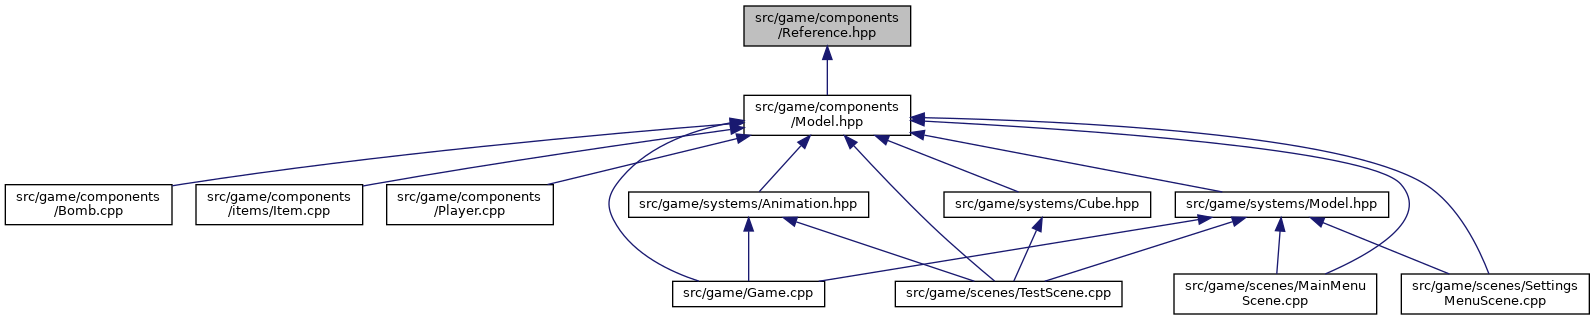 src/game/components
/Reference.hpp
src/game/components
/Model.hpp
src/game/components
/Bomb.cpp
src/game/components
/items/Item.cpp
src/game/components
/Player.cpp
src/game/systems/Animation.hpp
src/game/systems/Cube.hpp
src/game/systems/Model.hpp
src/game/Game.cpp
src/game/scenes/TestScene.cpp
src/game/scenes/MainMenu
Scene.cpp
src/game/scenes/Settings
MenuScene.cpp